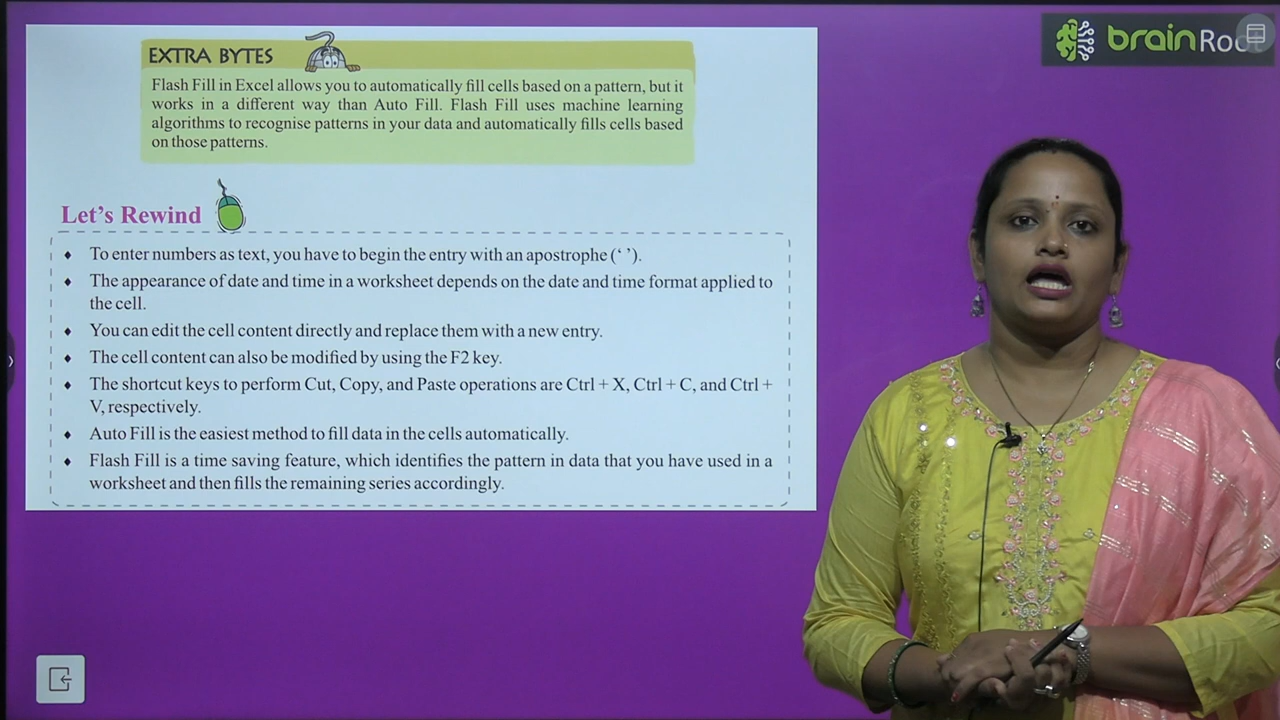 EXTRA BYTES
Flash Fill in Excel allows you to automatically fill cells based on a pattern, but it
works in a different way than Auto Fill. Flash Fill uses machine learning
algorithms to recognise patterns in your data and automatically fills cells based
on those patterns.
Let's Rewind
♦ To enter numbers as text, you have to begin the entry with an apostrophe (‘ ’).
♦ The appearance of date and time in a worksheet depends on the date and time format applied to
the cell.
♦ You can edit the cell content directly and replace them with a new entry.
♦ The cell content can also be modified by using the F2 key.
♦ The shortcut keys to perform Cut, Copy, and Paste operations are Ctrl + X, Ctrl + C, and Ctrl +
V, respectively.
♦ Auto Fill is the easiest method to fill data in the cells automatically.
♦ Flash Fill is a time saving feature, which identifies the pattern in data that you have used in a
worksheet and then fills the remaining series accordingly.